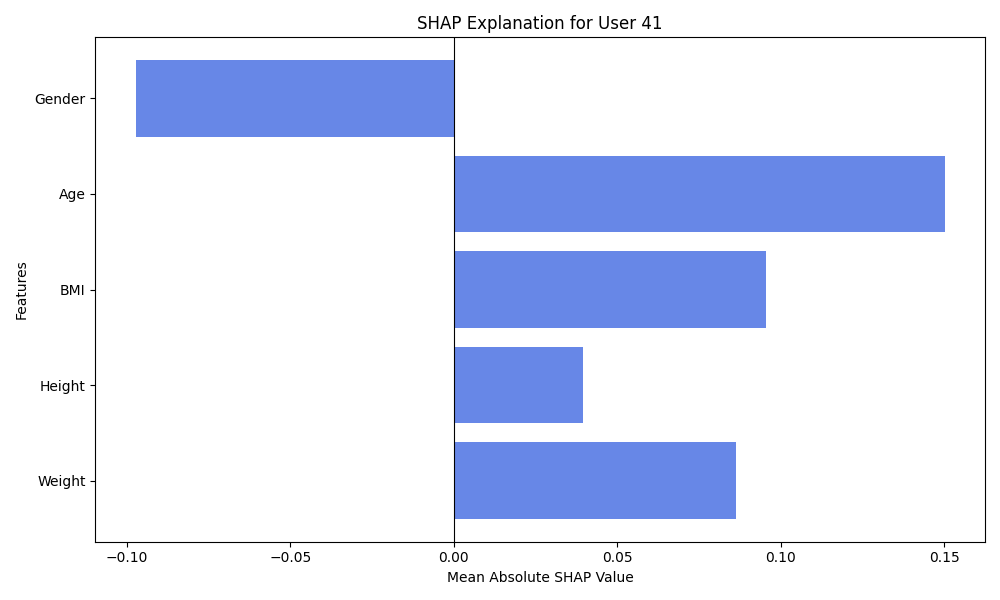 SHAP Explanation for User 41
Features
Gender
Age
BMI
Height
Weight
−0.10
−0.05
0.00
0.05
0.10
0.15
Mean Absolute SHAP Value